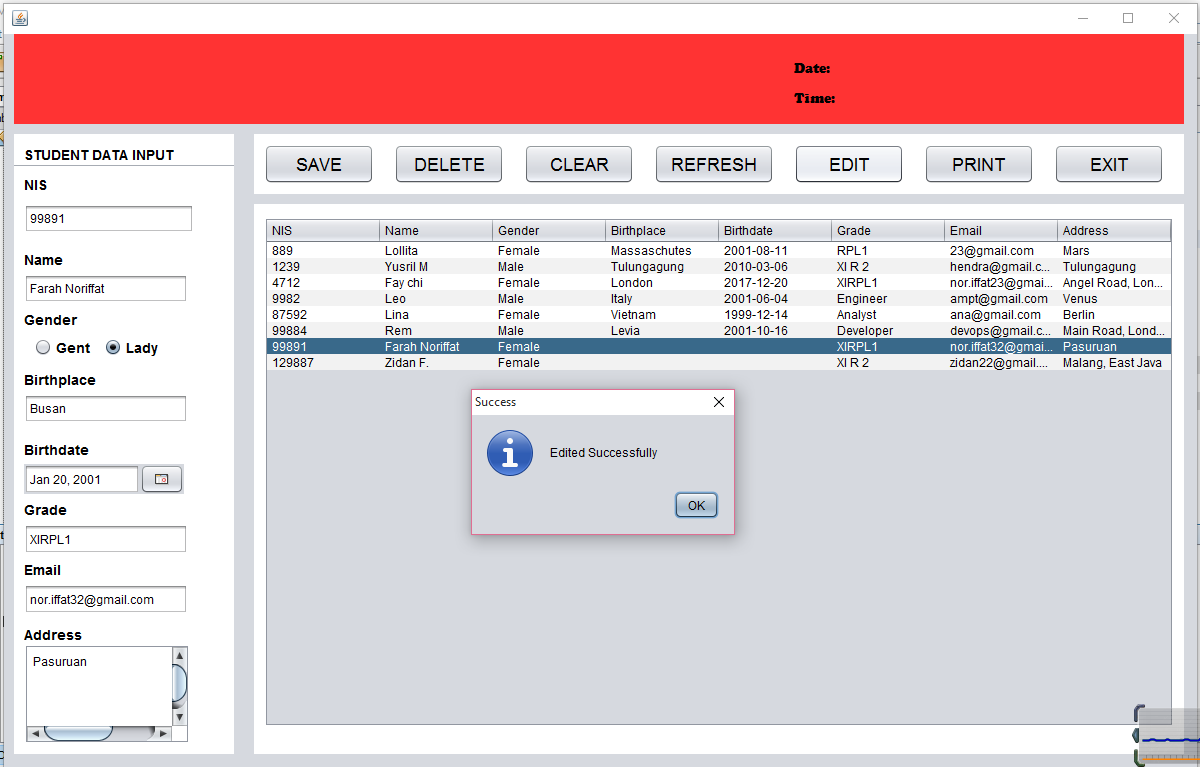 Date:
Time:
STUDENT DATA INPUT
NIS
99891
Name
Farah Noriffat
Gender
Gent Lady
Birthplace
Busan
Birthdate
Jan 20, 2001
Grade
XIRPL1
Email
nor.iffat32@gmail.com
Address
Pasuruan
SAVE DELETE CLEAR REFRESH EDIT PRINT EXIT
NIS Name Gender Birthplace Birthdate Grade Email Address
889 Lollita Female Massaschutes 2001-08-11 RPL1 23@gmail.com Mars
1239 Yusril M Male Tulungagung 2010-03-06 XI R 2 hendra@gmail.c... Tulungagung
4712 Fay chi Female London 2017-12-20 XIRPL1 nor.iffat23@gmai... Angel Road, Lon...
9982 Leo Male Italy 2001-06-04 Engineer ampt@gmail.com Venus
87592 Lina Female Vietnam 1999-12-14 Analyst ana@gmail.com Berlin
99884 Rem Male Levia 2001-10-16 Developer devops@gmail.c... Main Road, Lond...
99891 Farah Noriffat Female XIRPL1 nor.iffat32@gmai... Pasuruan
129887 Zidan F. Female XI R 2 zidan22@gmail.... Malang, East Java
Success
Edited Successfully
OK